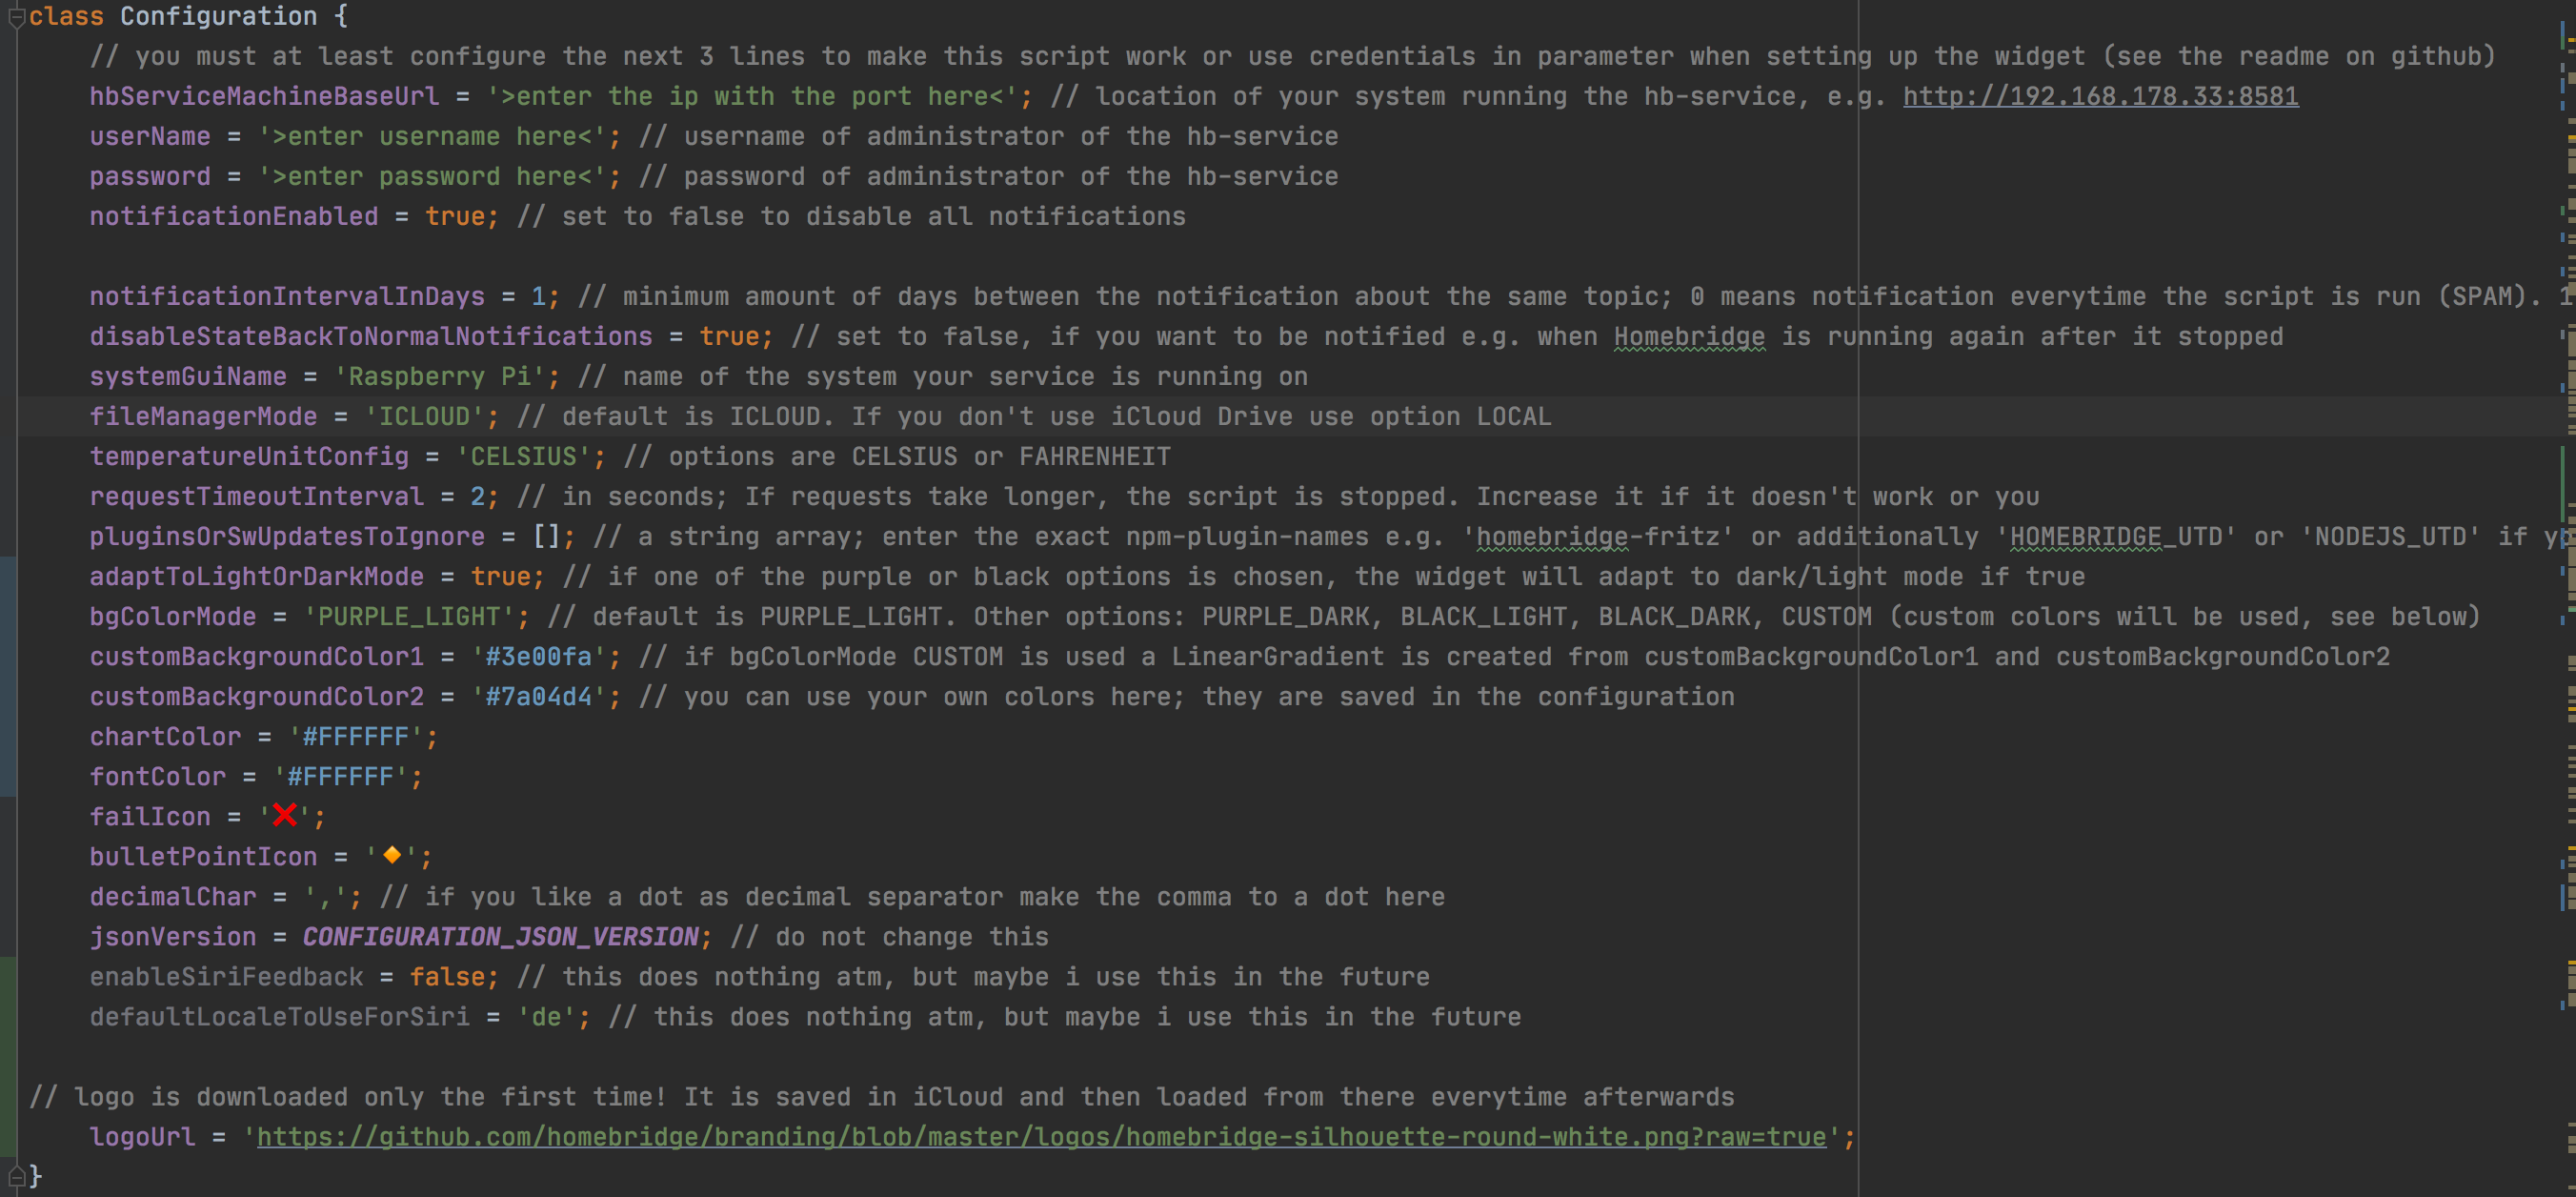 class Configuration {
    // you must at least configure the next 3 lines to make this script work or use credentials in parameter when setting up the widget (see the readme on github)
    hbServiceMachineBaseUrl = '>enter the ip with the port here<'; // location of your system running the hb-service, e.g. http://192.168.178.33:8581
    userName = '>enter username here<'; // username of administrator of the hb-service
    password = '>enter password here<'; // password of administrator of the hb-service
    notificationEnabled = true; // set to false to disable all notifications

    notificationIntervalInDays = 1; // minimum amount of days between the notification about the same topic; 0 means notification everytime the script is run (SPAM). 1
    disableStateBackToNormalNotifications = true; // set to false, if you want to be notified e.g. when Homebridge is running again after it stopped
    systemGuiName = 'Raspberry Pi'; // name of the system your service is running on
    fileManagerMode = 'ICLOUD'; // default is ICLOUD. If you don't use iCloud Drive use option LOCAL
    temperatureUnitConfig = 'CELSIUS'; // options are CELSIUS or FAHRENHEIT
    requestTimeoutInterval = 2; // in seconds; If requests take longer, the script is stopped. Increase it if it doesn't work or you
    pluginsOrSwUpdatesToIgnore = []; // a string array; enter the exact npm-plugin-names e.g. 'homebridge-fritz' or additionally 'HOMEBRIDGE_UTD' or 'NODEJS_UTD' if
    adaptToLightOrDarkMode = true; // if one of the purple or black options is chosen, the widget will adapt to dark/light mode if true
    bgColorMode = 'PURPLE_LIGHT'; // default is PURPLE_LIGHT. Other options: PURPLE_DARK, BLACK_LIGHT, BLACK_DARK, CUSTOM (custom colors will be used, see below)
    customBackgroundColor1 = '#3e00fa'; // if bgColorMode CUSTOM is used a LinearGradient is created from customBackgroundColor1 and customBackgroundColor2
    customBackgroundColor2 = '#7a04d4'; // you can use your own colors here; they are saved in the configuration
    chartColor = '#FFFFFF';
    fontColor = '#FFFFFF';
    failIcon = '❌';
    bulletPointIcon = '🔸';
    decimalChar = ','; // if you like a dot as decimal separator make the comma to a dot here
    jsonVersion = CONFIGURATION_JSON_VERSION; // do not change this
    enableSiriFeedback = false; // this does nothing atm, but maybe i use this in the future
    defaultLocaleToUseForSiri = 'de'; // this does nothing atm, but maybe i use this in the future

// logo is downloaded only the first time! It is saved in iCloud and then loaded from there everytime afterwards
    logoUrl = 'https://github.com/homebridge/branding/blob/master/logos/homebridge-silhouette-round-white.png?raw=true';
}